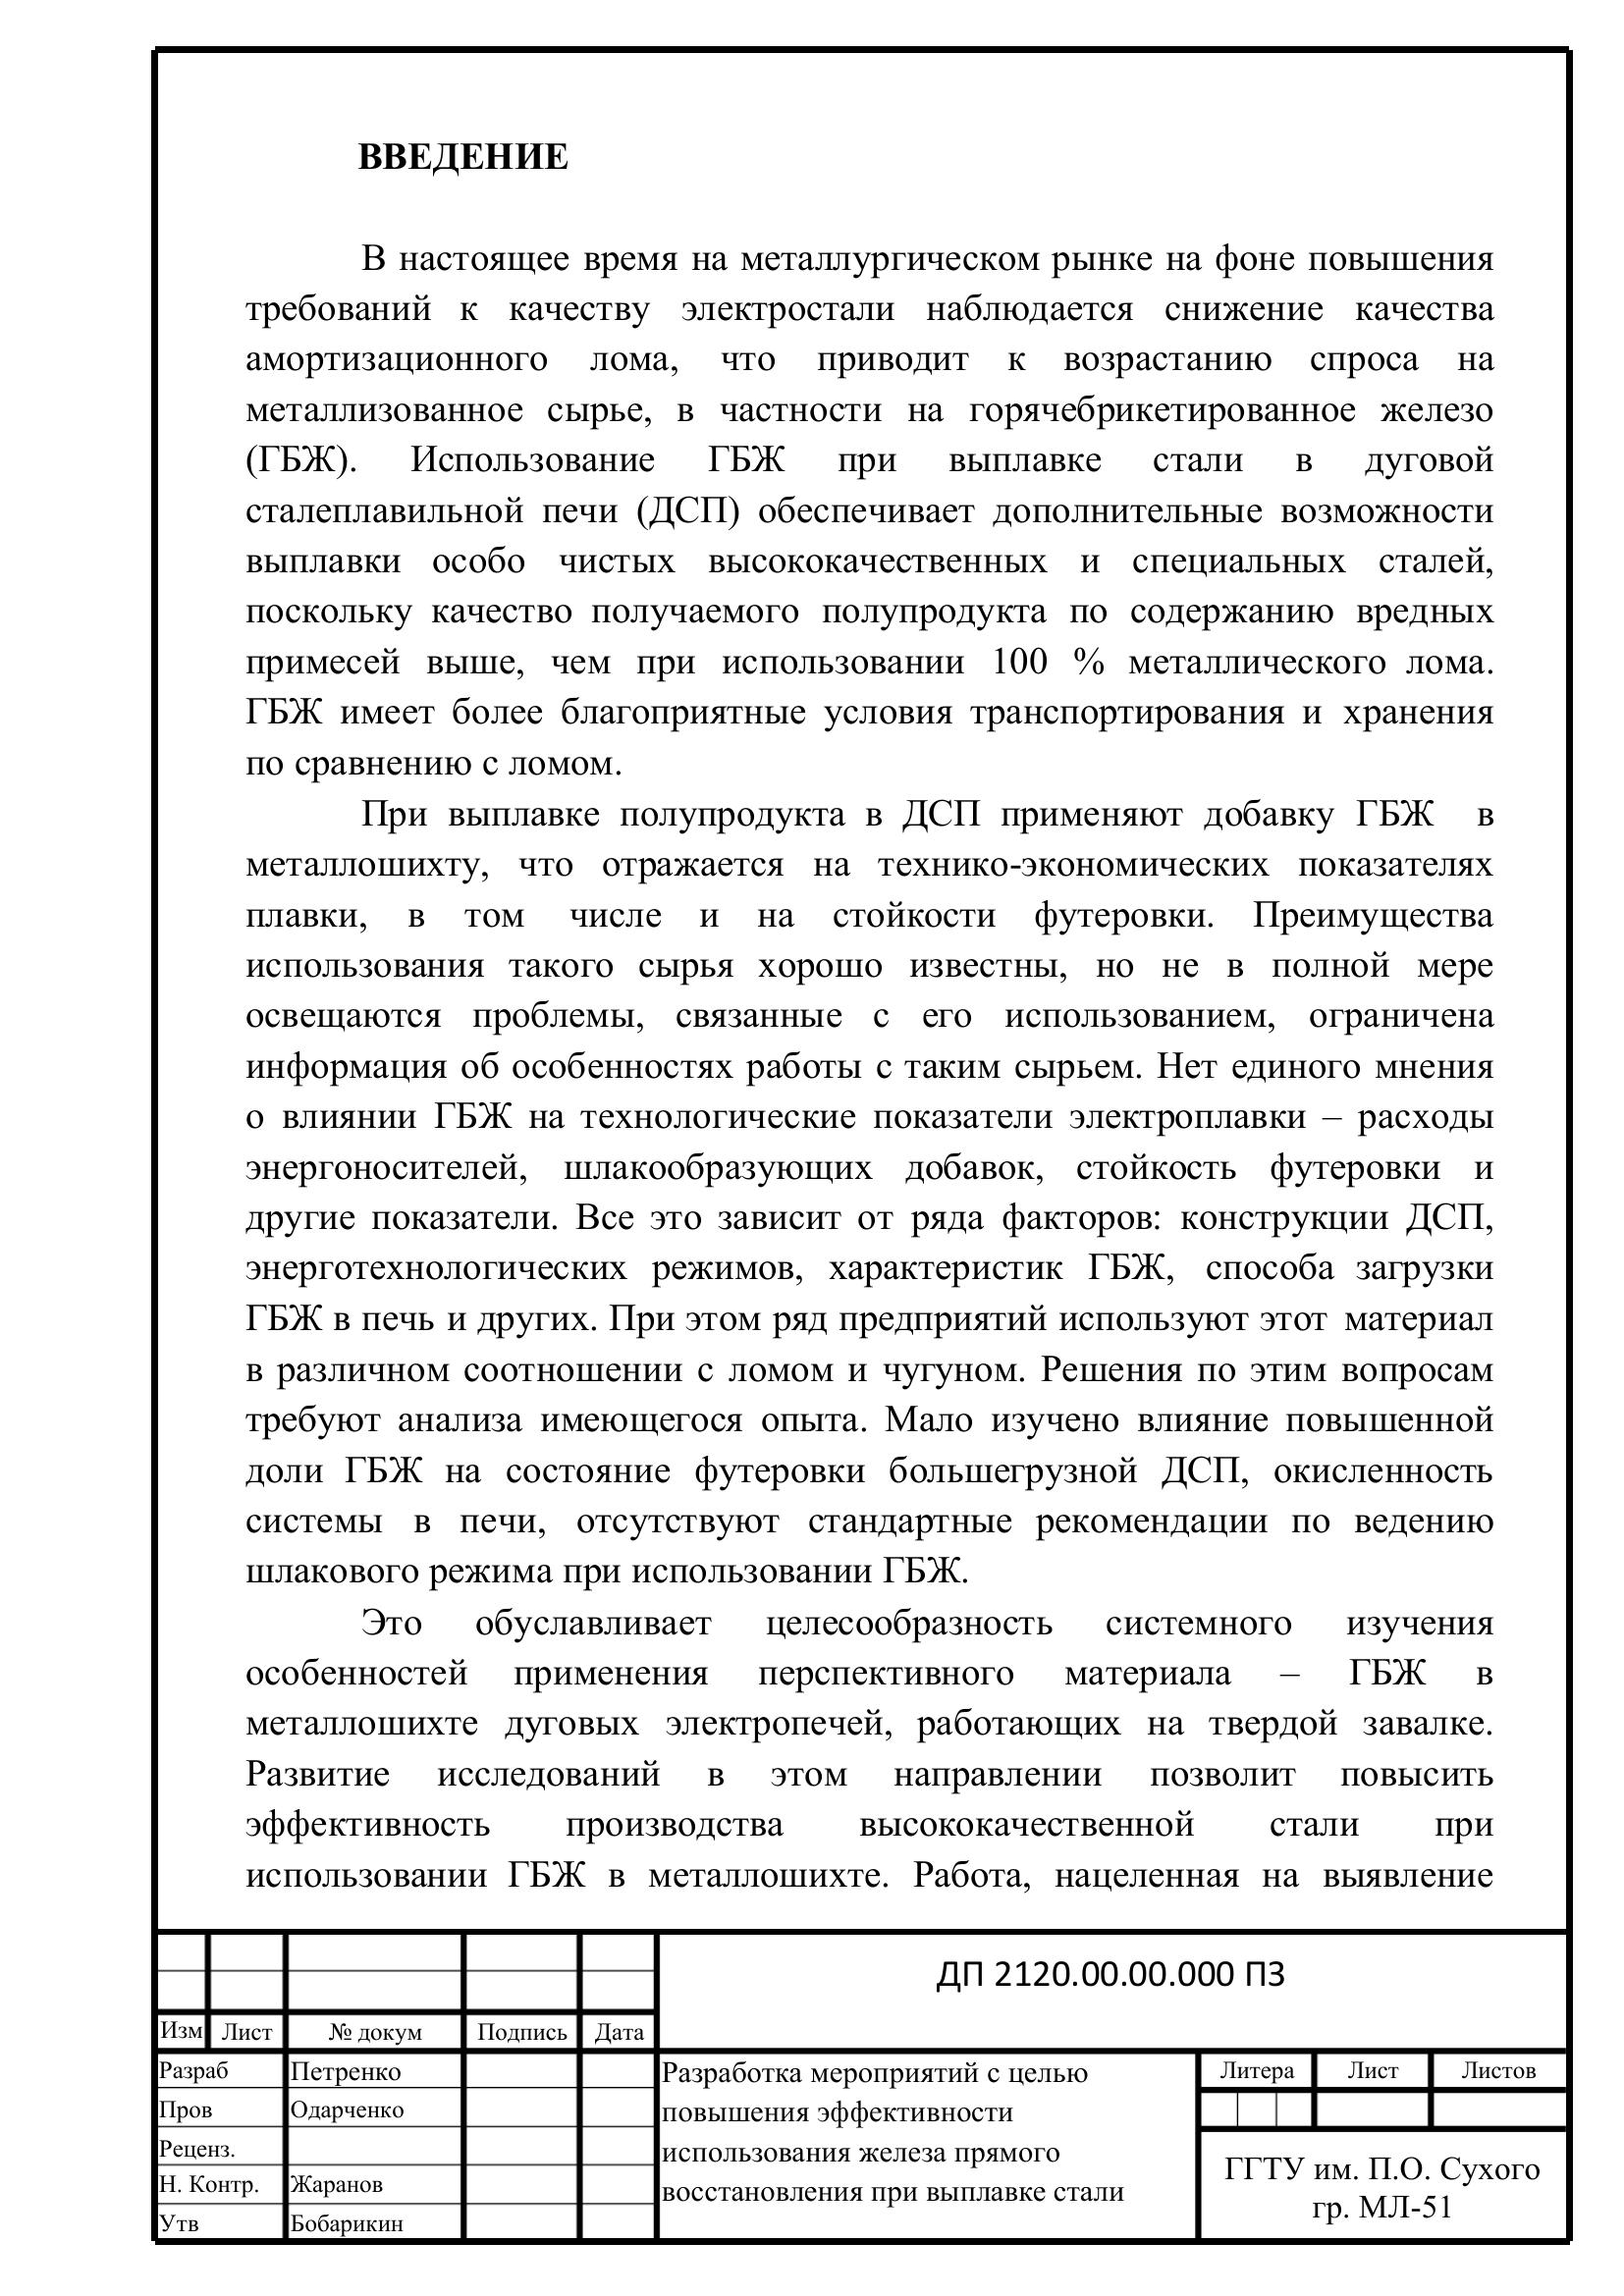 ВВЕДЕНИЕ
В настоящее время на металлургическом рынке на фоне повышения
требований к качеству электростали наблюдается снижение качества
амортизационного лома, что приводит к возрастанию спроса на
металлизованное сырье, в частности на горячебрикетированное железо
(ГБЖ). Использование ГБЖ при выплавке стали в дуговой
сталеплавильной печи (ДСП) обеспечивает дополнительные возможности
выплавки особо чистых высококачественных и специальных сталей,
поскольку качество получаемого полупродукта по содержанию вредных
примесей выше, чем при использовании 100 % металлического лома.
ГБЖ имеет более благоприятные условия транспортирования и хранения
по сравнению с ломом.
При выплавке полупродукта в ДСП применяют добавку ГБЖ в
металлошихту, что отражается на технико-экономических показателях
плавки, в том числе и на стойкости футеровки. Преимущества
использования такого сырья хорошо известны, но не в полной мере
освещаются проблемы, связанные с его использованием, ограничена
информация об особенностях работы с таким сырьем. Нет единого мнения
о влиянии ГБЖ на технологические показатели электроплавки – расходы
энергоносителей, шлакообразующих добавок, стойкость футеровки и
другие показатели. Все это зависит от ряда факторов: конструкции ДСП,
энерготехнологических режимов, характеристик ГБЖ, способа загрузки
ГБЖ в печь и других. При этом ряд предприятий используют этот материал
в различном соотношении с ломом и чугуном. Решения по этим вопросам
требуют анализа имеющегося опыта. Мало изучено влияние повышенной
доли ГБЖ на состояние футеровки большегрузной ДСП, окисленность
системы в печи, отсутствуют стандартные рекомендации по ведению
шлакового режима при использовании ГБЖ.
Это обуславливает целесообразность системного изучения
особенностей применения перспективного материала – ГБЖ в
металлошихте дуговых электропечей, работающих на твердой завалке.
Развитие исследований в этом направлении позволит повысить
эффективность производства высококачественной стали при
использовании ГБЖ в металлошихте. Работа, нацеленная на выявление
ДП 2120.00.00.000 ПЗ
Изм Лист № докум Подпись Дата
Разраб Петренко
Пров Одарченко
Реценз.
Н. Контр. Жаранов
Утв Бобарикин
Разработка мероприятий с целью
повышения эффективности
использования железа прямого
восстановления при выплавке стали
Литера Лист Листов
ГГТУ им. П.О. Сухого
гр. МЛ-51